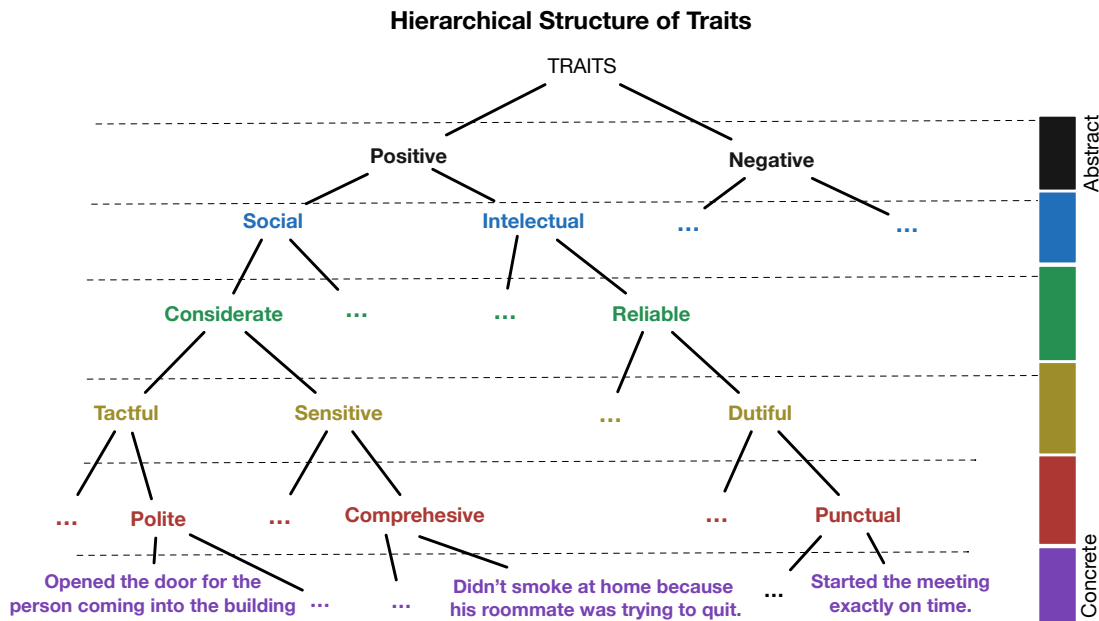 Hierarchical Structure of Traits
TRAITS
Abstract
Positive
Negative
Social
Intelectual
...
...
Considerate
...
...
Reliable
Tactful
Sensitive
...
Dutiful
...
Polite
...
Comprehesive
...
Punctual
Opened the door for the
person coming into the building
...
...
Didn't smoke at home because
his roommate was trying to quit.
...
Started the meeting
exactly on time.
Concrete